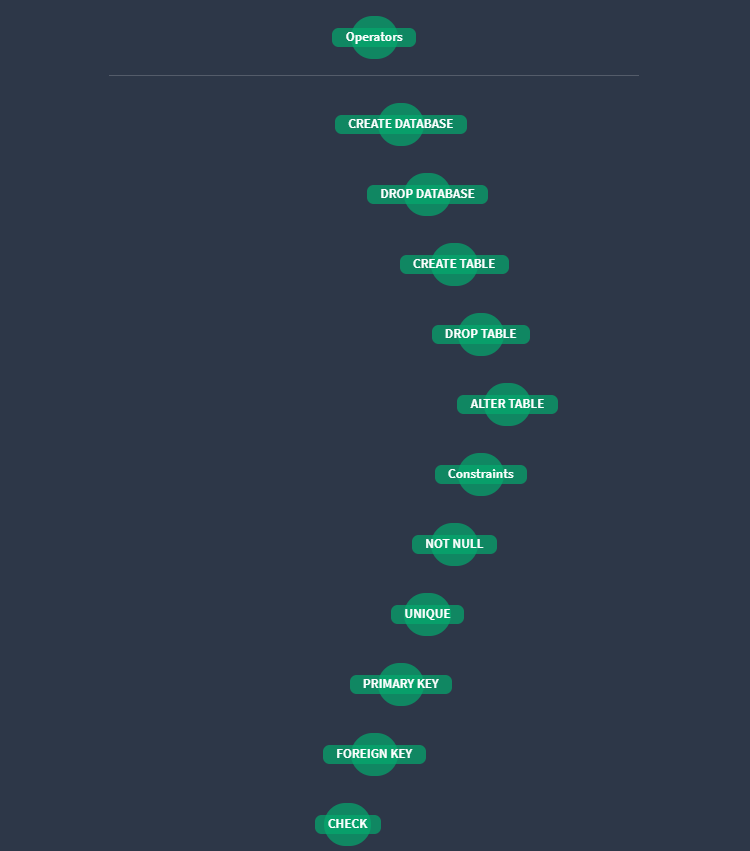 Operators
CREATE DATABASE
DROP DATABASE
CREATE TABLE
DROP TABLE
ALTER TABLE
Constraints
NOT NULL
UNIQUE
PRIMARY KEY
FOREIGN KEY
CHECK